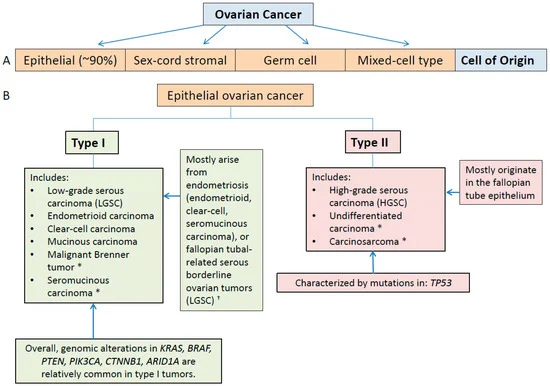 Ovarian Cancer
A
Epithelial (~90%)
Sex-cord stromal
Germ cell
Mixed-cell type
Cell of Origin
B
Epithelial ovarian cancer
Type I
Includes:
• Low-grade serous
carcinoma (LGSC)
• Endometrioid carcinoma
• Clear-cell carcinoma
• Mucinous carcinoma
• Malignant Brenner
tumor *
• Seromucinous
carcinoma *
Mostly arise
from
endometriosis
(endometrioid,
clear-cell,
seromucinous
carcinoma), or
fallopian tubal-
related serous
borderline
ovarian tumors
(LGSC) †
Overall, genomic alterations in KRAS, BRAF,
PTEN, PIK3CA, CTNNB1, ARID1A are
relatively common in type I tumors.
Type II
Includes:
• High-grade serous
carcinoma (HGSC)
• Undifferentiated
carcinoma *
• Carcinosarcoma *
Mostly originate
in the fallopian
tube epithelium
Characterized by mutations in: TP53